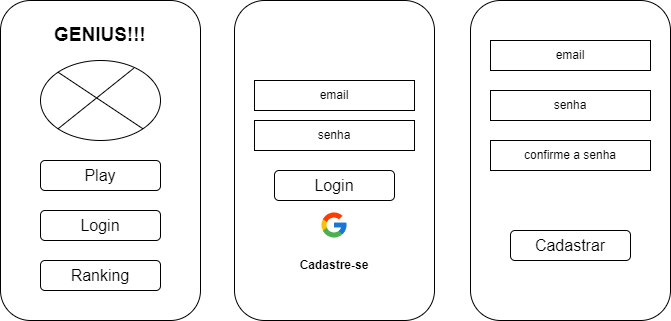 GENIUS!!!
Play
Login
Ranking
email
senha
Login
Cadastre-se
email
senha
confirme a senha
Cadastrar